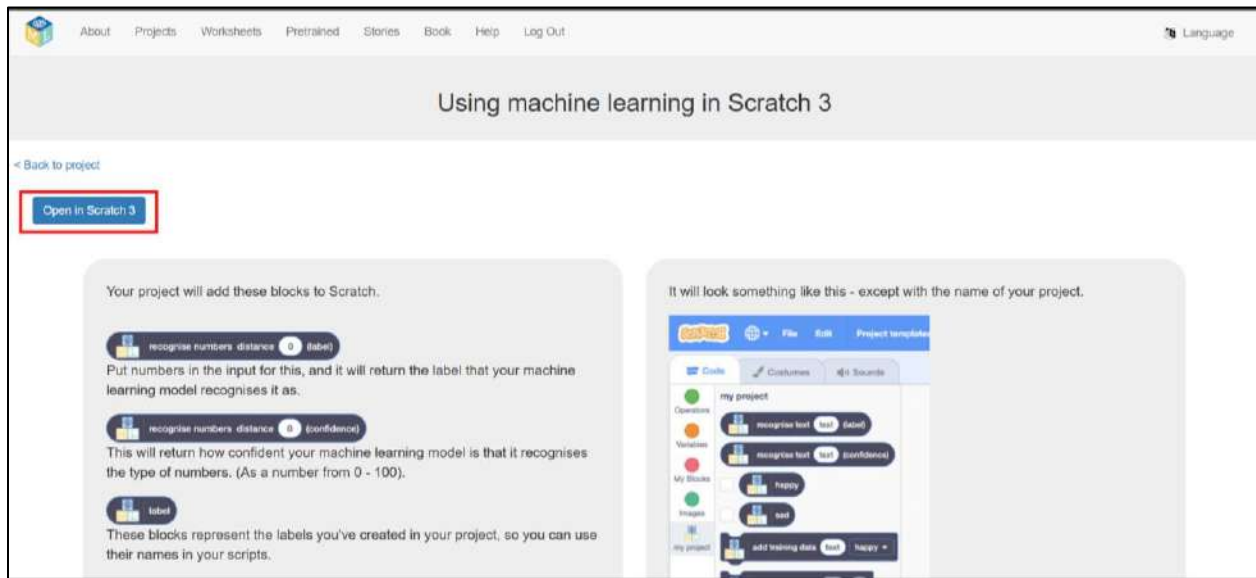 About Projects Worksheets Pretrained Stories Book Help Log Out
Language
Using machine learning in Scratch 3
< Back to project
Open in Scratch 3
Your project will add these blocks to Scratch.
recognise numbers distance 0 (label)
Put numbers in the input for this, and it will return the label that your machine
learning model recognises it as.
recognise numbers distance 0 (confidence)
This will return how confident your machine learning model is that it recognises
the type of numbers. (As a number from 0 - 100).
label
These blocks represent the labels you've created in your project, so you can use
their names in your scripts.
It will look something like this - except with the name of your project.
SCRATCH File Edit Project templates
Code Costumes Sounds
my project
Operators
recognise text text (label)
Variables
recognise text text (confidence)
My Blocks
happy
Images
sad
my project
add training data text happy